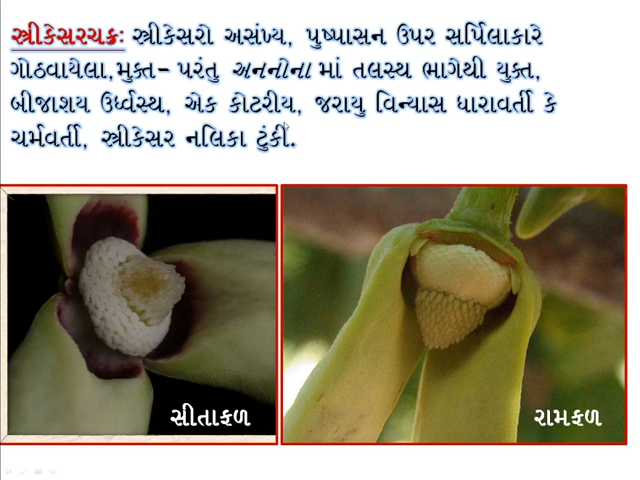 સ્ત્રીકેસરચક્ર: સ્ત્રીકેસરો અસંખ્ય, પુષ્પાસન ઉપર સર્પિલાકારે
ગોઠવાયેલા,મુક્ત- પરંતુ અનનોના માં તલસ્થ ભાગેથી યુક્ત,
બીજાશય ઉર્ધ્વસ્થ, એક કોટરીય, જરાયુ વિન્યાસ ધારાવર્તી કે
ચર્મવર્તી, સ્ત્રીકેસર નલિકા ટુંકી.
સીતાફળ
રામફળ